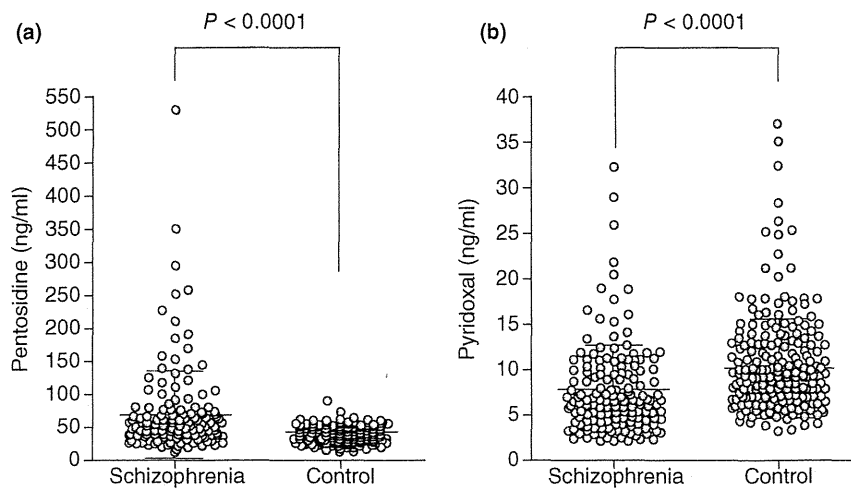 (a)
P < 0.0001
Pentosidine (ng/ml)
550
500
450
400
350
300
250
200
150
100
50
0
Schizophrenia
Control
(b)
P < 0.0001
Pyridoxal (ng/ml)
40
35
30
25
20
15
10
5
0
Schizophrenia
Control